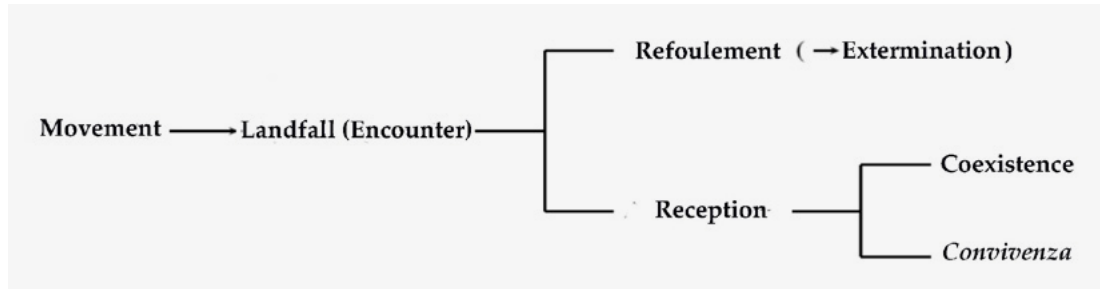 Refoulement ( →Extermination)
Movement → Landfall (Encounter)
Coexistence
Reception
Convivenza